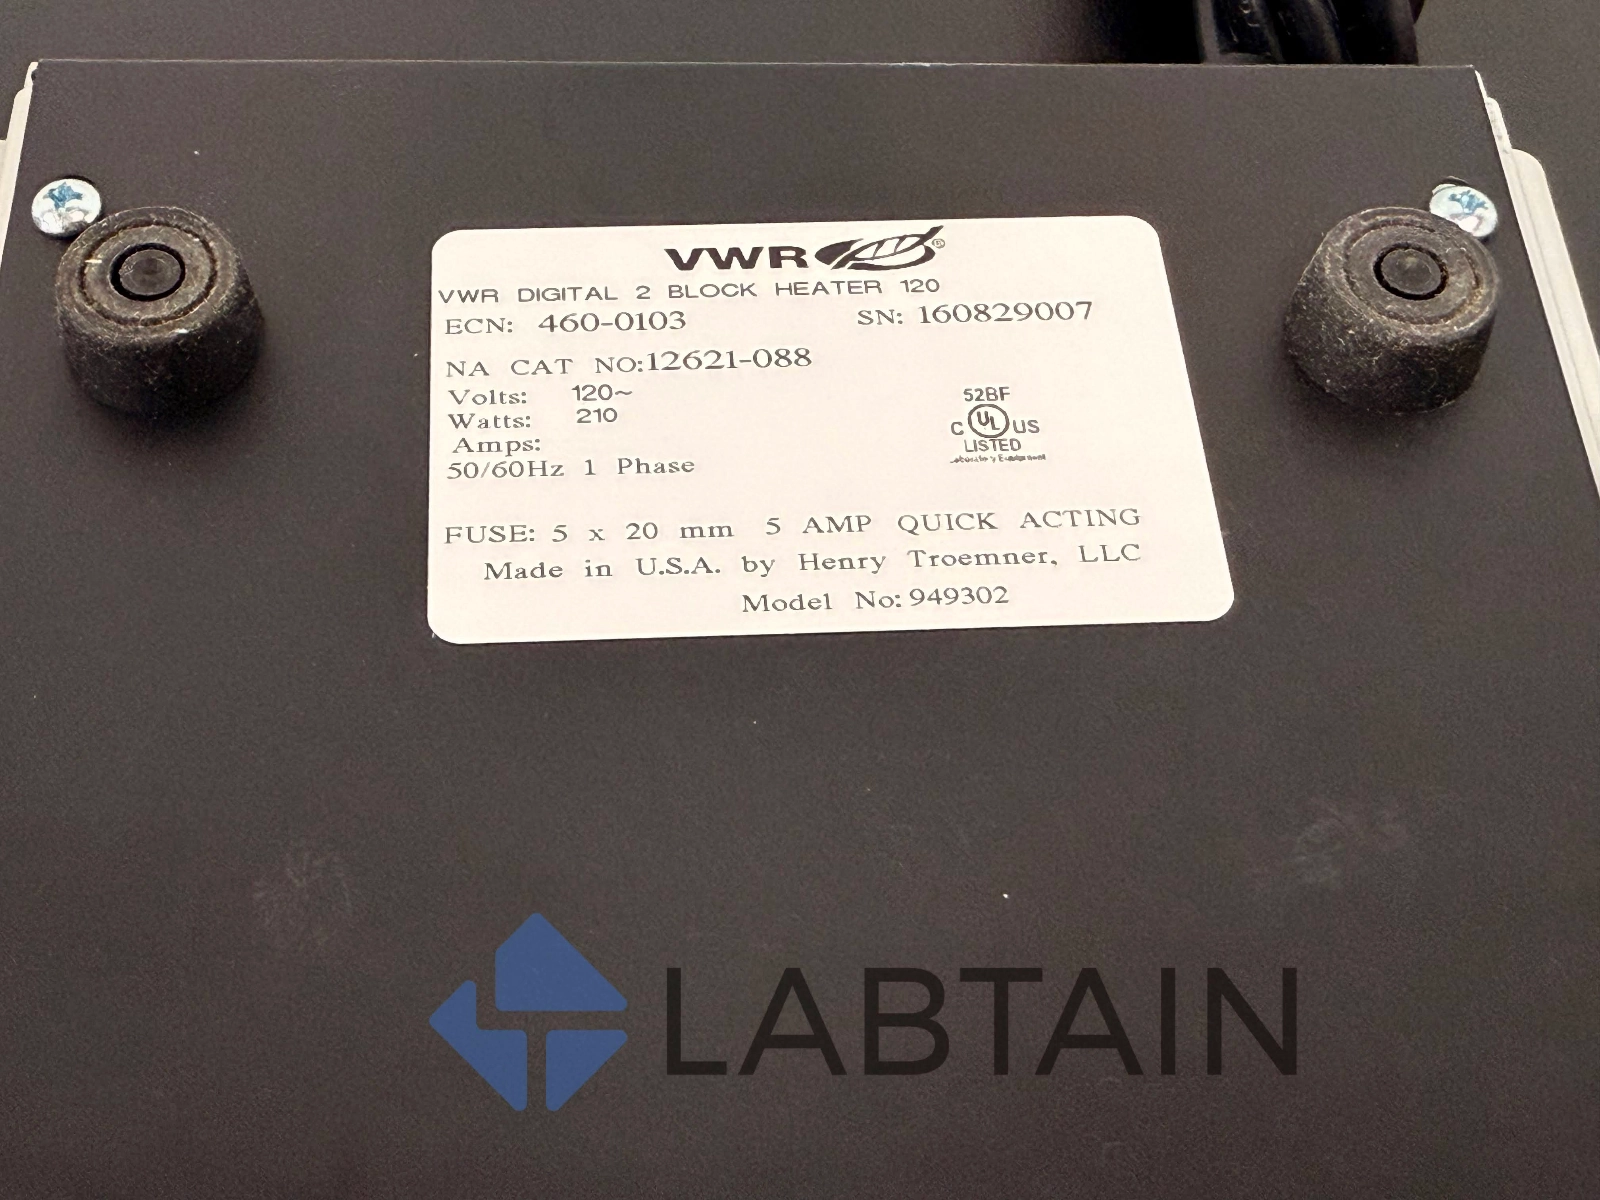 VWR ®
VWR DIGITAL 2 BLOCK HEATER 120
ECN: 460-0103 SN: 160829007
NA CAT NO: 12621-088
Volts: 120~
Watts: 210
Amps:
50/60Hz 1 Phase
52BF
C UL US
LISTED
Laboratory Equipment
FUSE: 5 x 20 mm 5 AMP QUICK ACTING
Made in U.S.A. by Henry Troemner, LLC
Model No: 949302
LABTAIN